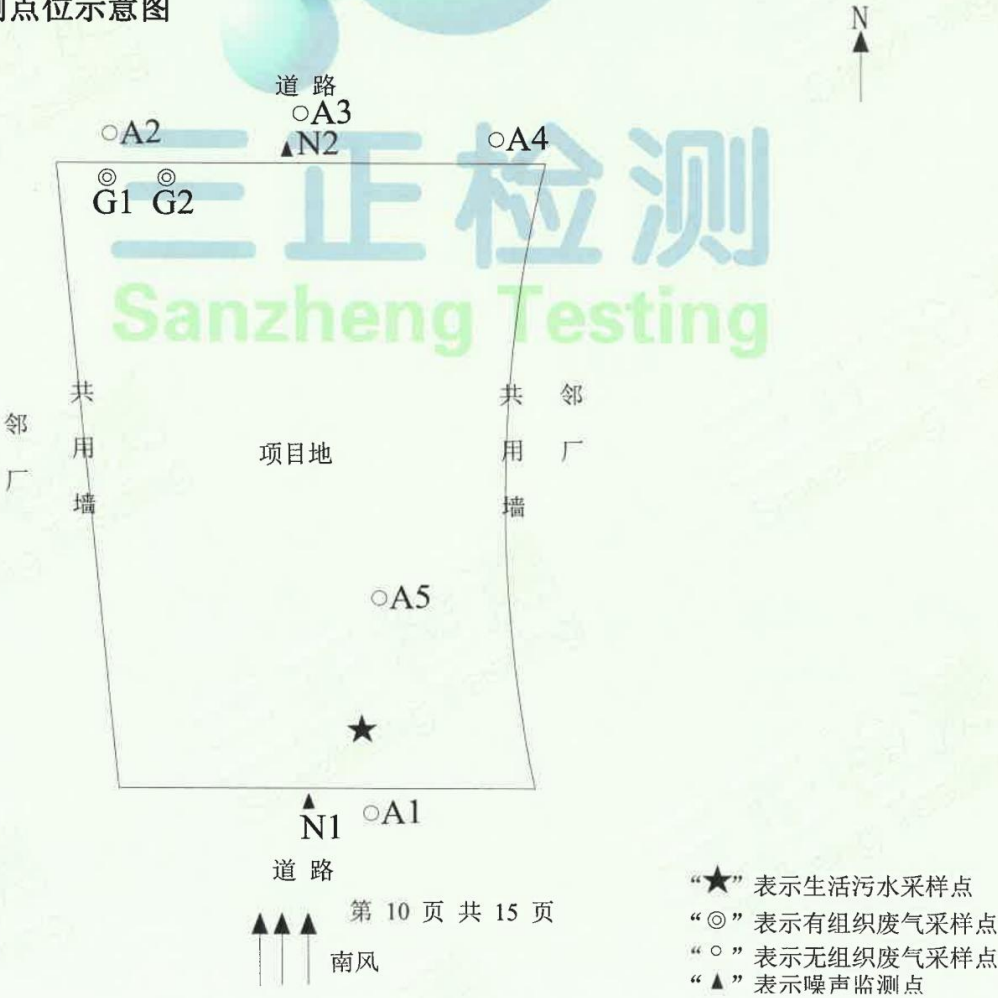 测点位示意图
N
道 路
○A3
○A2
▲N2
○A4
◎ ◎
G1 G2
三正检测
Sanzheng Testing
共用墙
邻厂
项目地
共用墙
邻厂
○A5
★
▲
N1
○A1
道 路
第 10 页 共 15 页
南风
“★” 表示生活污水采样点
“◎” 表示有组织废气采样点
“○” 表示无组织废气采样点
“▲” 表示噪声监测点